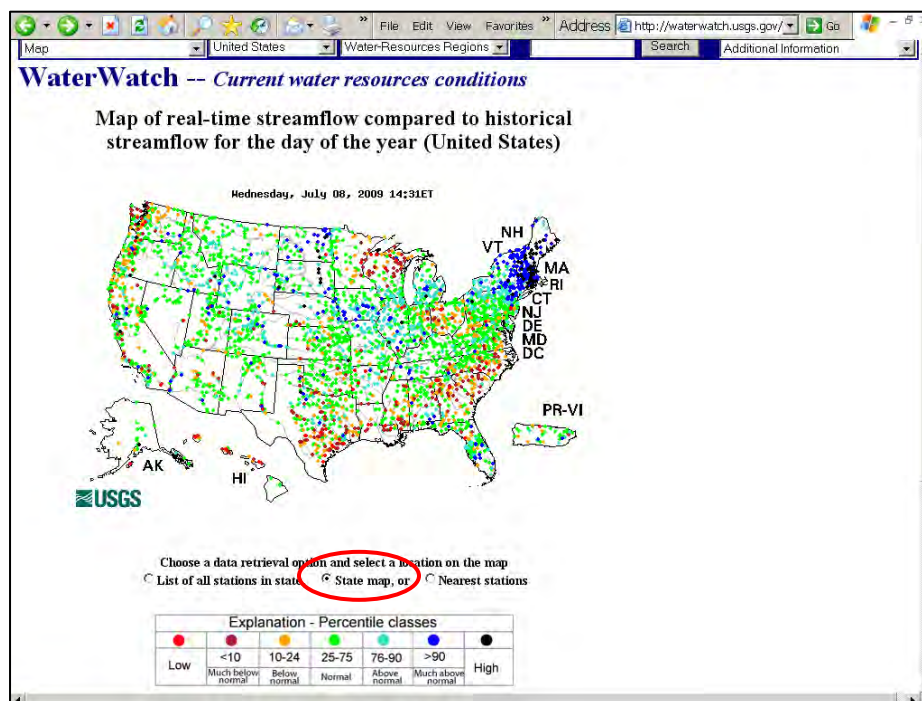 » File Edit View Favorites » Address http://waterwatch.usgs.gov/ Go
Map United States Water-Resources Regions Search Additional Information
WaterWatch -- Current water resources conditions
Map of real-time streamflow compared to historical
streamflow for the day of the year (United States)
Wednesday, July 08, 2009 14:31ET
NH
VT
MA
RI
CT
NJ
DE
MD
DC
PR-VI
AK
HI
USGS
Choose a data retrieval option and select a location on the map
List of all stations in state State map, or Nearest stations
Explanation - Percentile classes
Low <10 10-24 25-75 76-90 >90 High
Much below normal Below normal Normal Above normal Much above normal